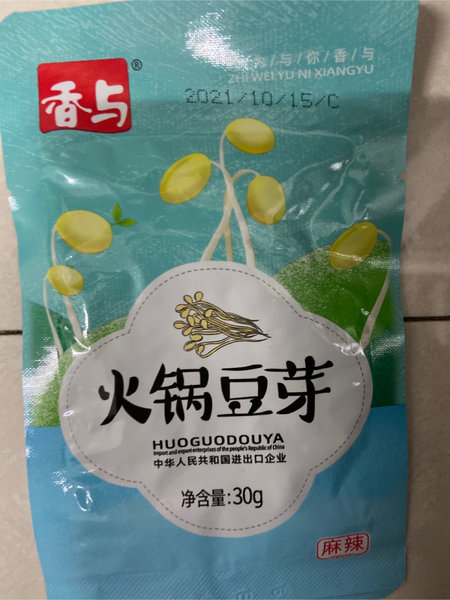 香与®
与/你/香/与
ZHI WEI YU NI XIANGYU
2021/10/15/C
火锅豆芽
HUOGUODOUYA
Import and export enterprises of the people's Republic of China
中华人民共和国进出口企业
净含量:30g
麻辣